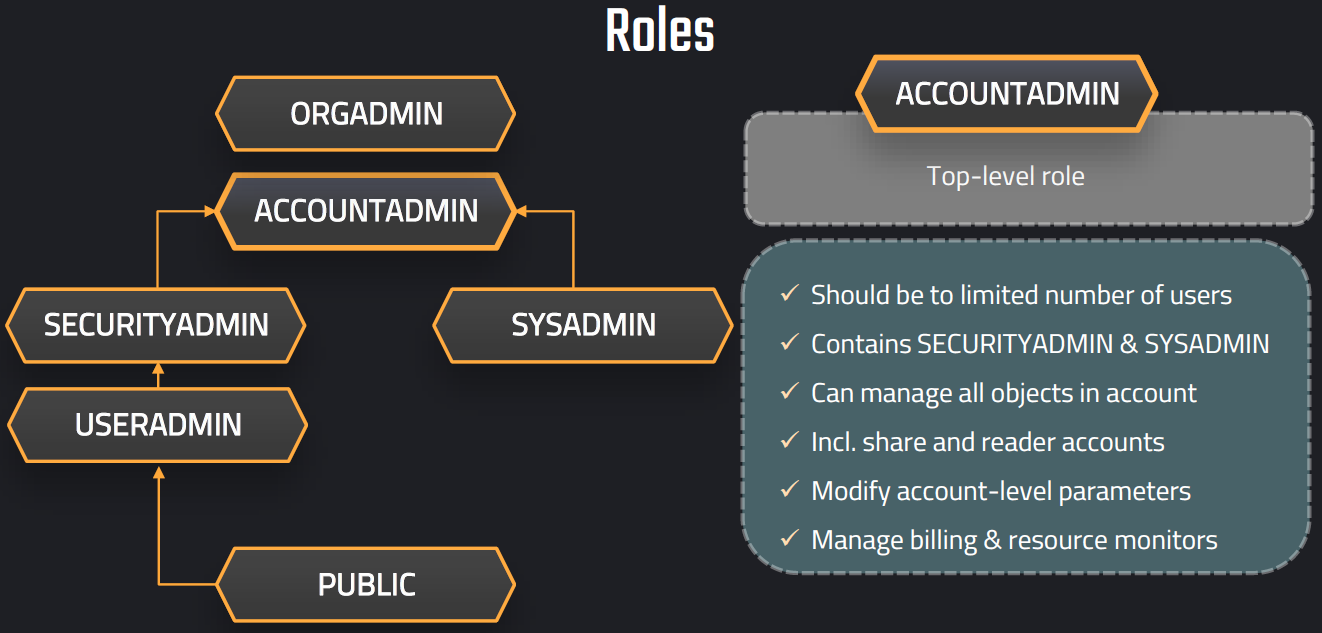 Roles
ORGADMIN
ACCOUNTADMIN
SECURITYADMIN
SYSADMIN
USERADMIN
PUBLIC
ACCOUNTADMIN
Top-level role
✓ Should be to limited number of users
✓ Contains SECURITYADMIN & SYSADMIN
✓ Can manage all objects in account
✓ Incl. share and reader accounts
✓ Modify account-level parameters
✓ Manage billing & resource monitors